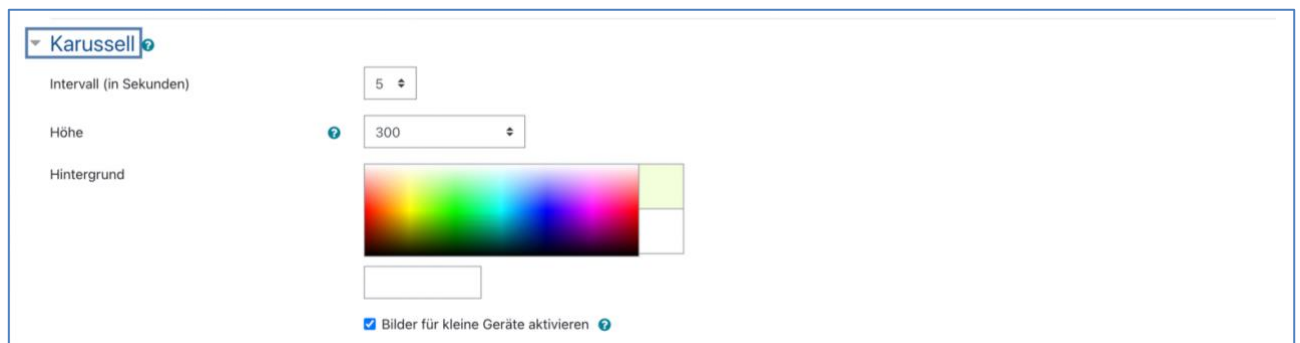 Karussell
Intervall (in Sekunden)
5
Höhe
300
Hintergrund
Bilder für kleine Geräte aktivieren